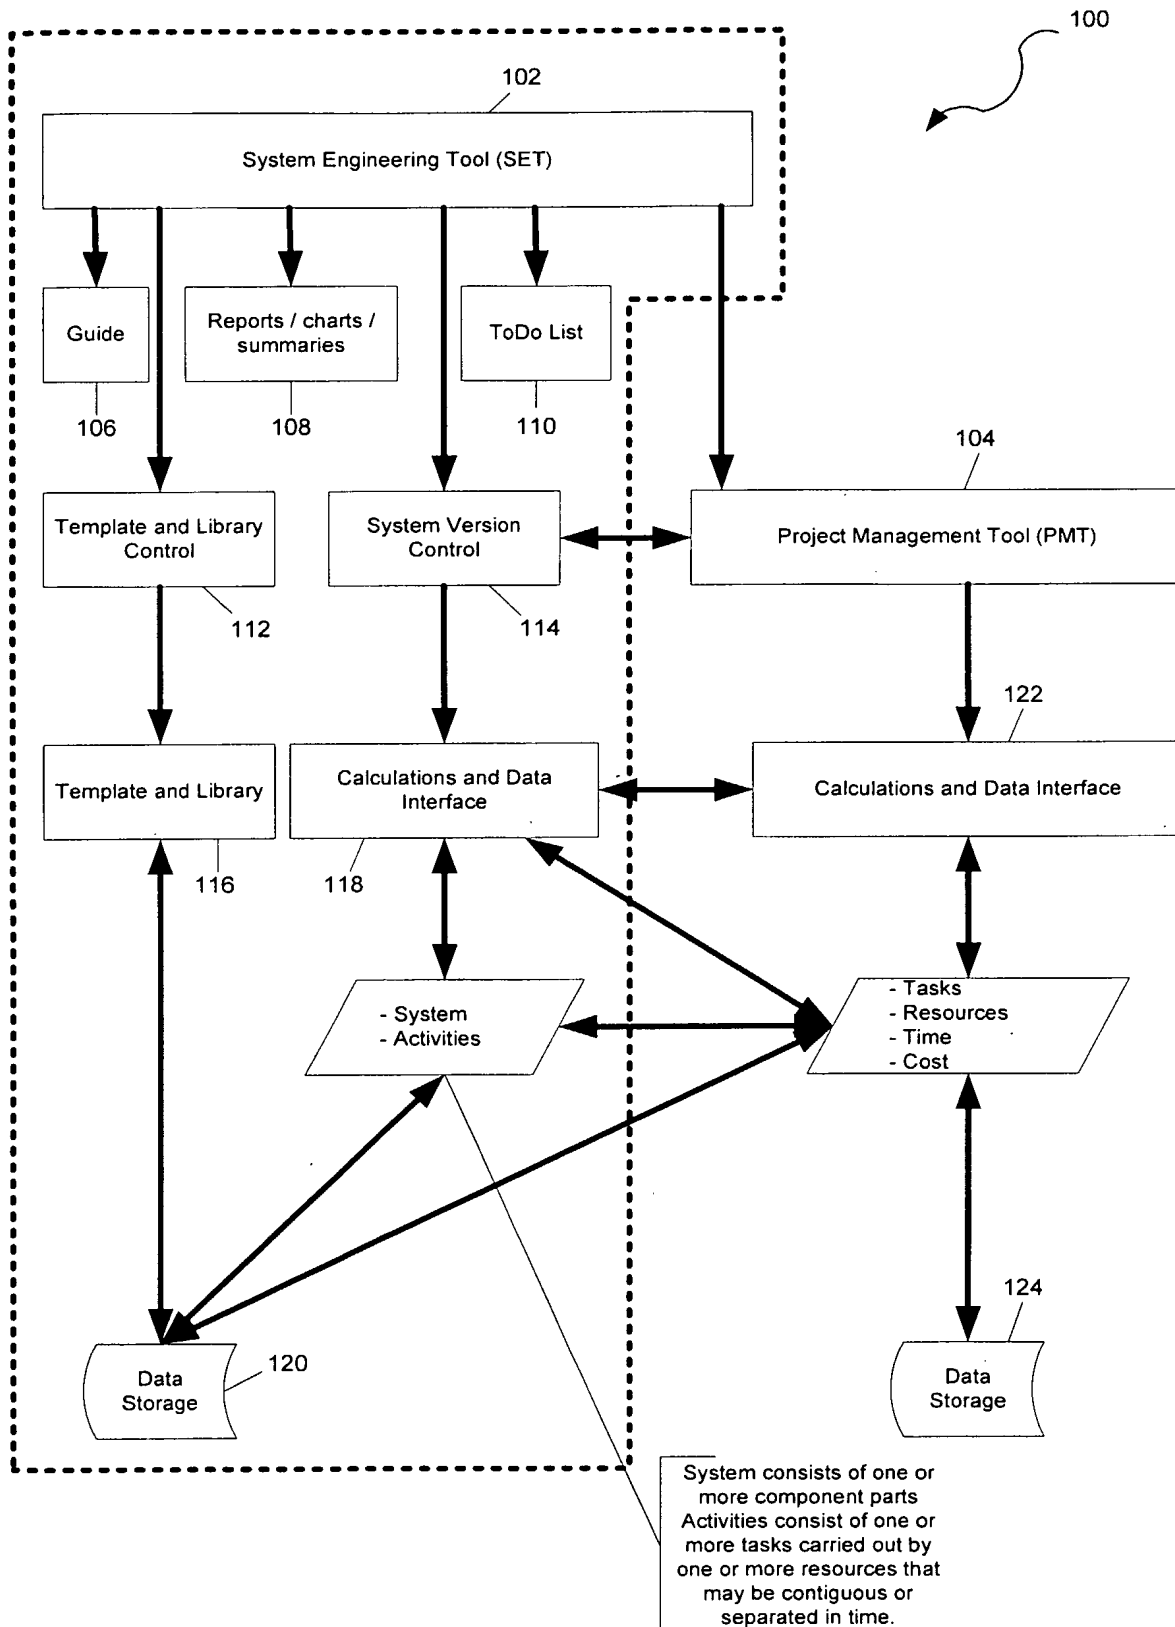 100
102
System Engineering Tool (SET)
Guide
Reports / charts /
summaries
ToDo List
106
108
110
104
Template and Library
Control
System Version
Control
Project Management Tool (PMT)
112
114
122
Template and Library
Calculations and Data
Interface
Calculations and Data Interface
116
118
- System
- Activities
- Tasks
- Resources
- Time
- Cost
Data
Storage
120
124
Data
Storage
System consists of one or
more component parts
Activities consist of one or
more tasks carried out by
one or more resources that
may be contiguous or
separated in time.